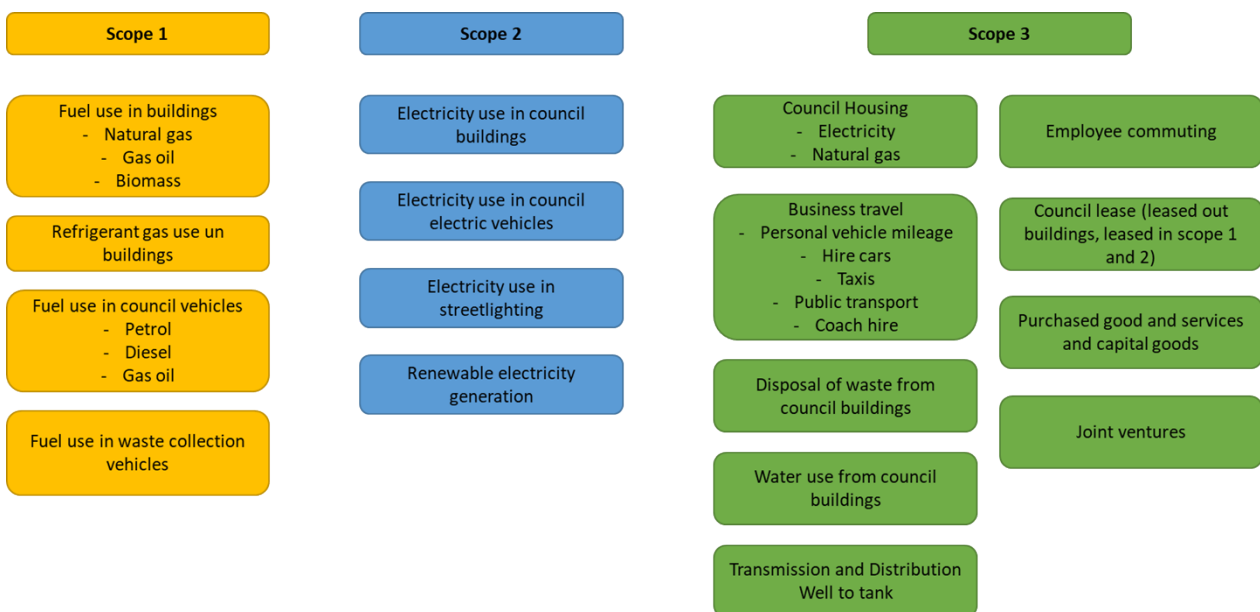 Scope 1
Fuel use in buildings
- Natural gas
- Gas oil
- Biomass
Refrigerant gas use un
buildings
Fuel use in council vehicles
- Petrol
- Diesel
- Gas oil
Fuel use in waste collection
vehicles
Scope 2
Electricity use in council
buildings
Electricity use in council
electric vehicles
Electricity use in
streetlighting
Renewable electricity
generation
Scope 3
Council Housing
- Electricity
- Natural gas
Business travel
- Personal vehicle mileage
- Hire cars
- Taxis
- Public transport
- Coach hire
Disposal of waste from
council buildings
Water use from council
buildings
Transmission and Distribution
Well to tank
Employee commuting
Council lease (leased out
buildings, leased in scope 1
and 2)
Purchased good and services
and capital goods
Joint ventures